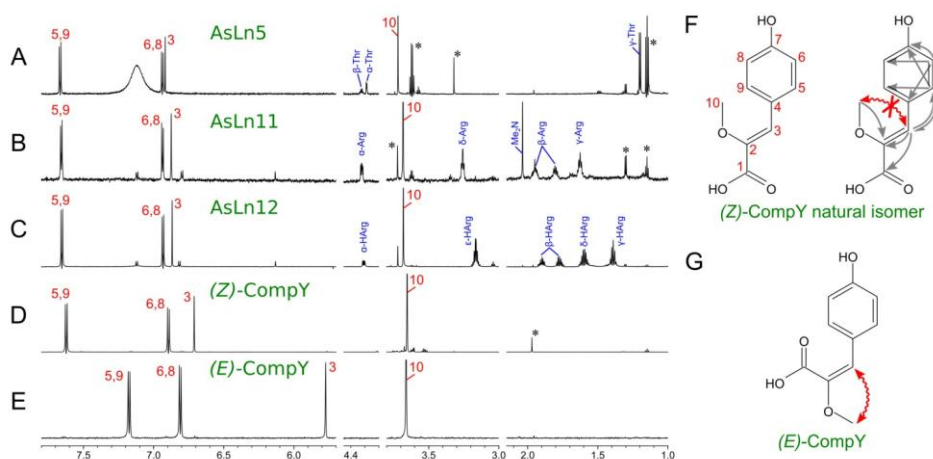 A
AsLn5
5,9
6,8
3
β-Thr
α-Thr
10
*
*
γ-Thr
*
B
AsLn11
5,9
6,8
3
α-Arg
*
10
δ-Arg
Me₂N
β-Arg
γ-Arg
*
*
C
AsLn12
5,9
6,8
3
α-HArg
10
ε-HArg
β-HArg
δ-HArg
γ-HArg
D
(Z)-CompY
5,9
6,8
3
10
*
E
(E)-CompY
5,9
6,8
3
10
7.5 7.0 6.5 6.0 4.4 3.5 3.0 2.0 1.5 1.0
F
HO
7
8
6
9
5
10
4
O
3
2
1
HO
O
HO
O
HO
O
(Z)-CompY natural isomer
G
HO
O
HO
O
(E)-CompY